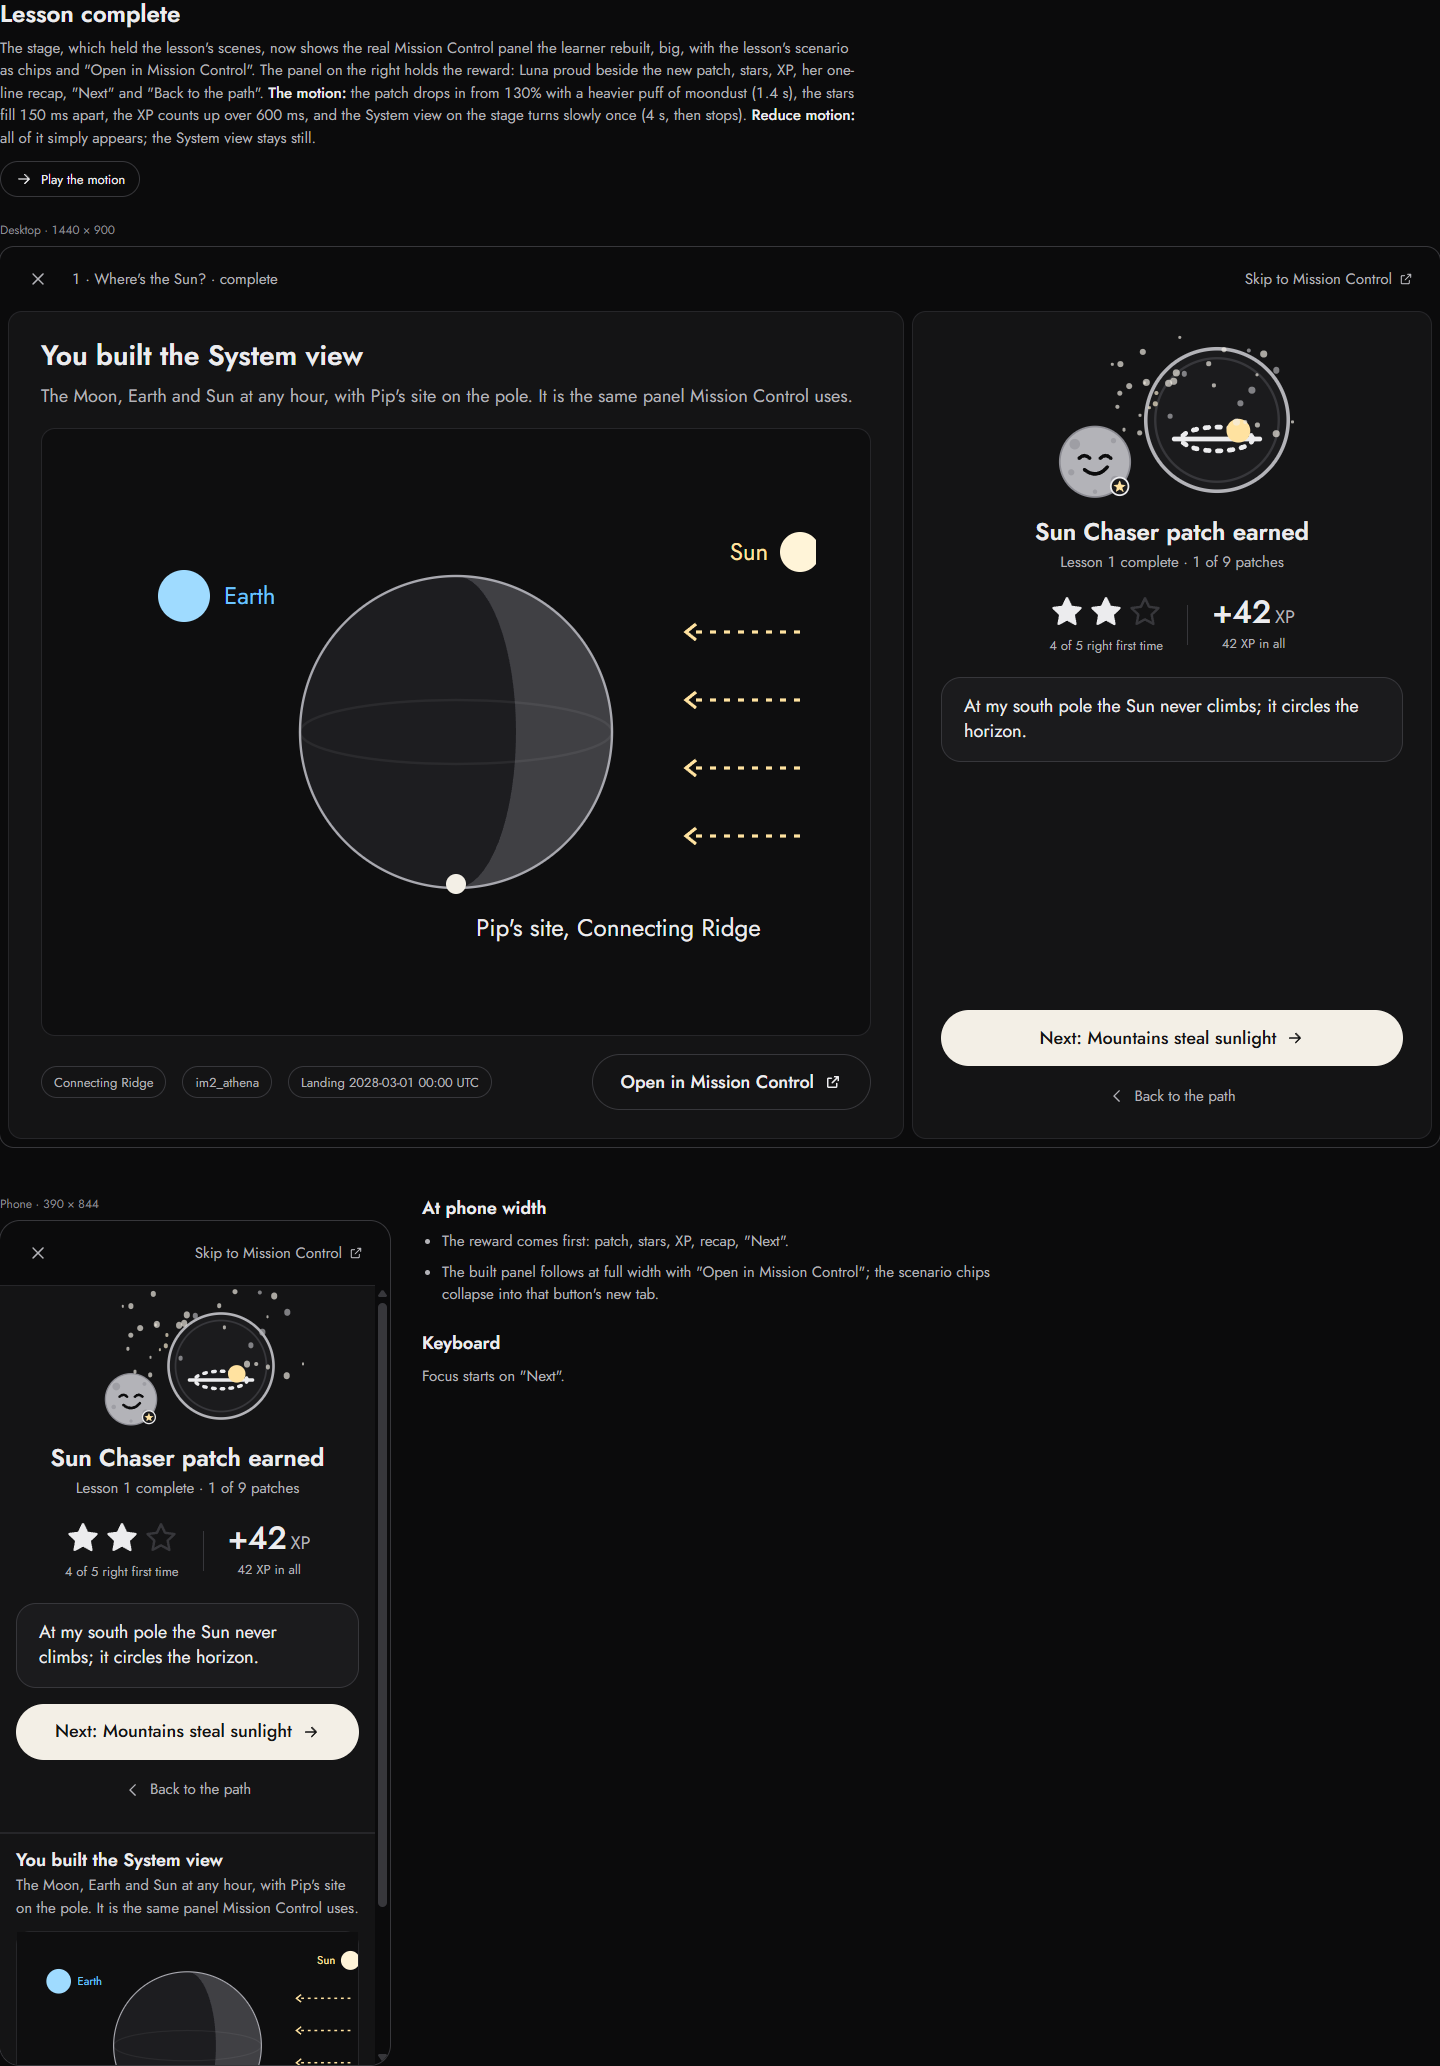 Lesson complete
The stage, which held the lesson's scenes, now shows the real Mission Control panel the learner rebuilt, big, with the lesson's scenario
as chips and "Open in Mission Control". The panel on the right holds the reward: Luna proud beside the new patch, stars, XP, her one-
line recap, "Next" and "Back to the path". The motion: the patch drops in from 130% with a heavier puff of moondust (1.4 s), the stars
fill 150 ms apart, the XP counts up over 600 ms, and the System view on the stage turns slowly once (4 s, then stops). Reduce motion:
all of it simply appears; the System view stays still.
Play the motion
Desktop · 1440 × 900
1 · Where's the Sun? · complete
Skip to Mission Control
You built the System view
The Moon, Earth and Sun at any hour, with Pip's site on the pole. It is the same panel Mission Control uses.
Sun
Earth
Pip's site, Connecting Ridge
Connecting Ridge
im2_athena
Landing 2028-03-01 00:00 UTC
Open in Mission Control
Sun Chaser patch earned
Lesson 1 complete · 1 of 9 patches
+42 XP
4 of 5 right first time
42 XP in all
At my south pole the Sun never climbs; it circles the
horizon.
Next: Mountains steal sunlight
Back to the path
Phone · 390 × 844
Skip to Mission Control
Sun Chaser patch earned
Lesson 1 complete · 1 of 9 patches
+42 XP
4 of 5 right first time
42 XP in all
At my south pole the Sun never
climbs; it circles the horizon.
Next: Mountains steal sunlight
Back to the path
You built the System view
The Moon, Earth and Sun at any hour, with Pip's site
on the pole. It is the same panel Mission Control uses.
Sun
Earth
At phone width
The reward comes first: patch, stars, XP, recap, "Next".
The built panel follows at full width with "Open in Mission Control"; the scenario chips
collapse into that button's new tab.
Keyboard
Focus starts on "Next".